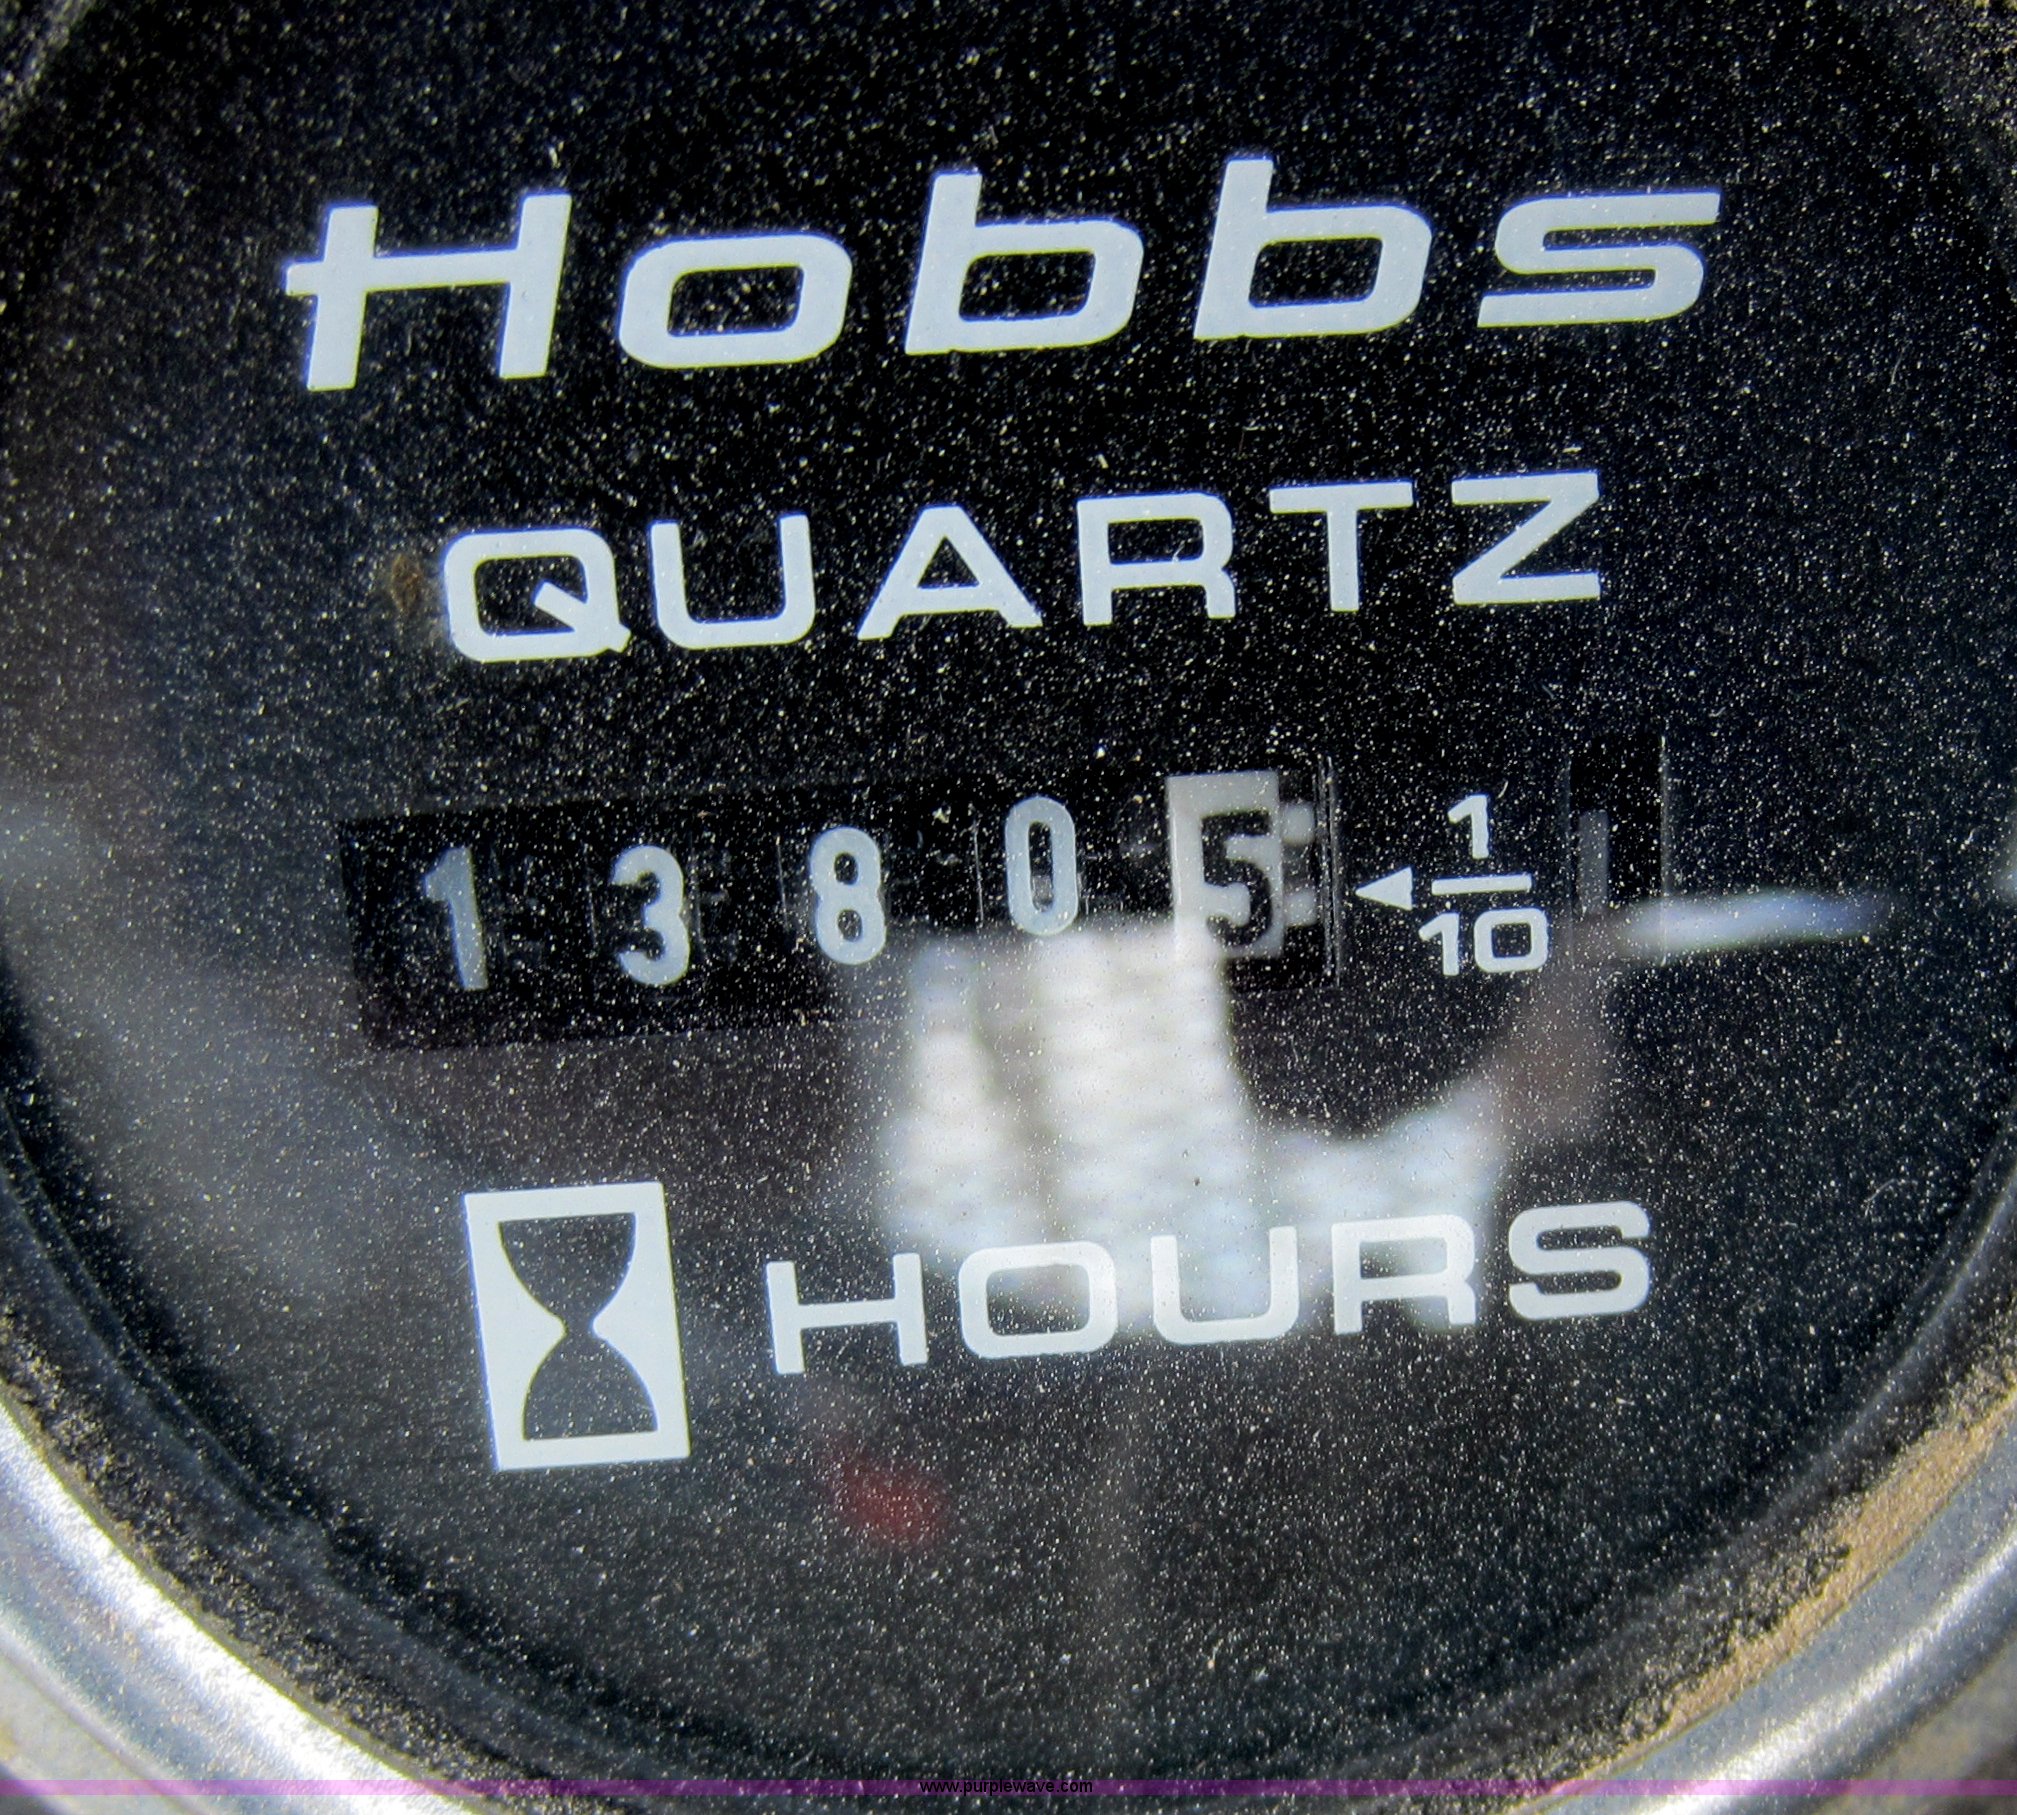 Hobbs
QUARTZ
13805 1/10
HOURS
www.purplewave.com